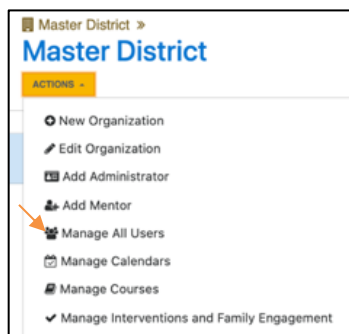 Master District »
Master District
ACTIONS
New Organization
Edit Organization
Add Administrator
Add Mentor
Manage All Users
Manage Calendars
Manage Courses
Manage Interventions and Family Engagement